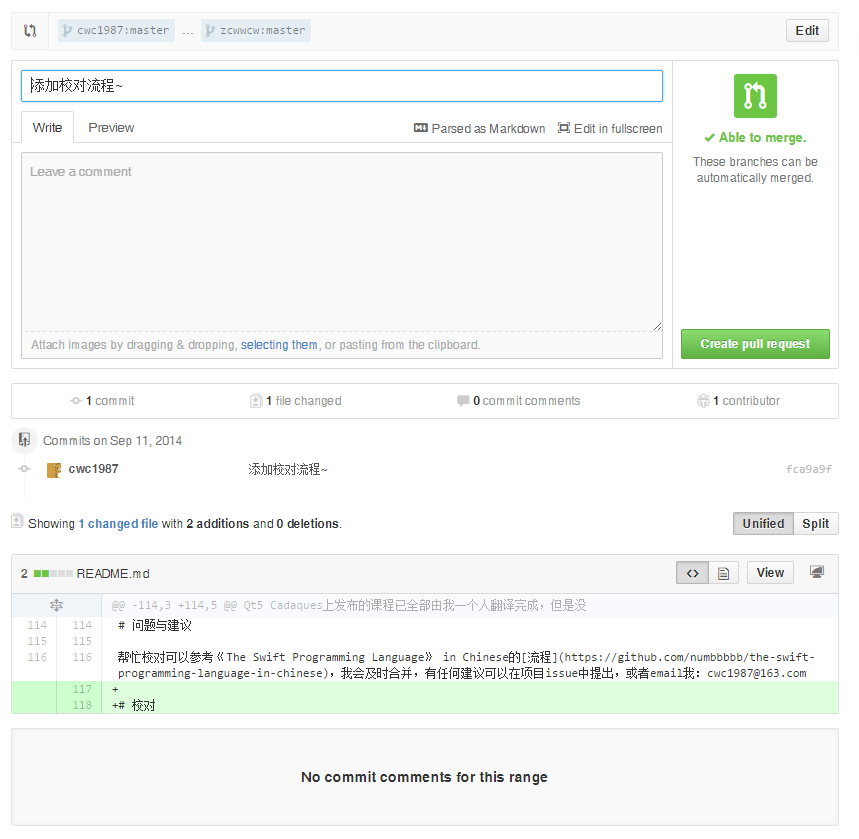 cwc1987:master ... zcwwcw:master Edit
添加校对流程~
Write Preview Parsed as Markdown Edit in fullscreen
Able to merge.
These branches can be
automatically merged.
Leave a comment
Attach images by dragging & dropping, selecting them, or pasting from the clipboard.
Create pull request
1 commit 1 file changed 0 commit comments 1 contributor
Commits on Sep 11, 2014
cwc1987 添加校对流程~ fca9a9f
Showing 1 changed file with 2 additions and 0 deletions. Unified Split
2 README.md <> View
@@ -114,3 +114,5 @@ Qt5 Cadaques上发布的课程已全部由我一个人翻译完成，但是没
114 114 # 问题与建议
115 115
116 116 帮忙校对可以参考《The Swift Programming Language》 in Chinese的[流程](https://github.com/numbbbbb/the-swift-
programming-language-in-chinese)，我会及时合并，有任何建议可以在项目issue中提出，或者email我：cwc1987@163.com
117 +
118 +# 校对
No commit comments for this range